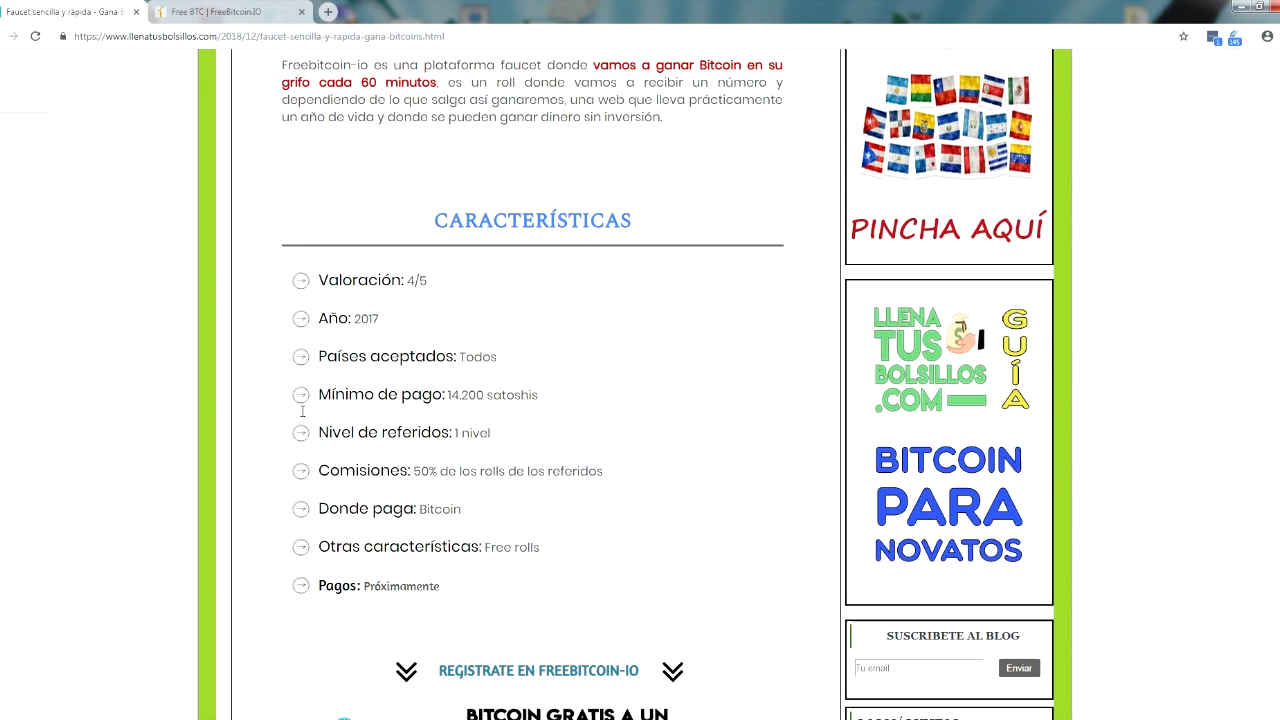 Faucet sencilla y rápida - Gana B
Free BTC | FreeBitcoin.IO
https://www.llenatusbolsillos.com/2018/12/faucet-sencilla-y-rapida-gana-bitcoins.html
1
145
Freebitcoin-io es una plataforma faucet donde vamos a ganar Bitcoin en su
grifo cada 60 minutos, es un roll donde vamos a recibir un número y
dependiendo de lo que salga así ganaremos, una web que lleva prácticamente
un año de vida y donde se pueden ganar dinero sin inversión.
CARACTERÍSTICAS
Valoración: 4/5
Año: 2017
Países aceptados: Todos
Mínimo de pago: 14.200 satoshis
Nivel de referidos: 1 nivel
Comisiones: 50% de los rolls de los referidos
Donde paga: Bitcoin
Otras características: Free rolls
Pagos: Próximamente
REGISTRATE EN FREEBITCOIN-IO
BITCOIN GRATIS A UN
PINCHA AQUÍ
LLENA
TUS
BOLSILLOS
.COM
GUÍA
BITCOIN
PARA
NOVATOS
SUSCRIBETE AL BLOG
Tu email
Enviar